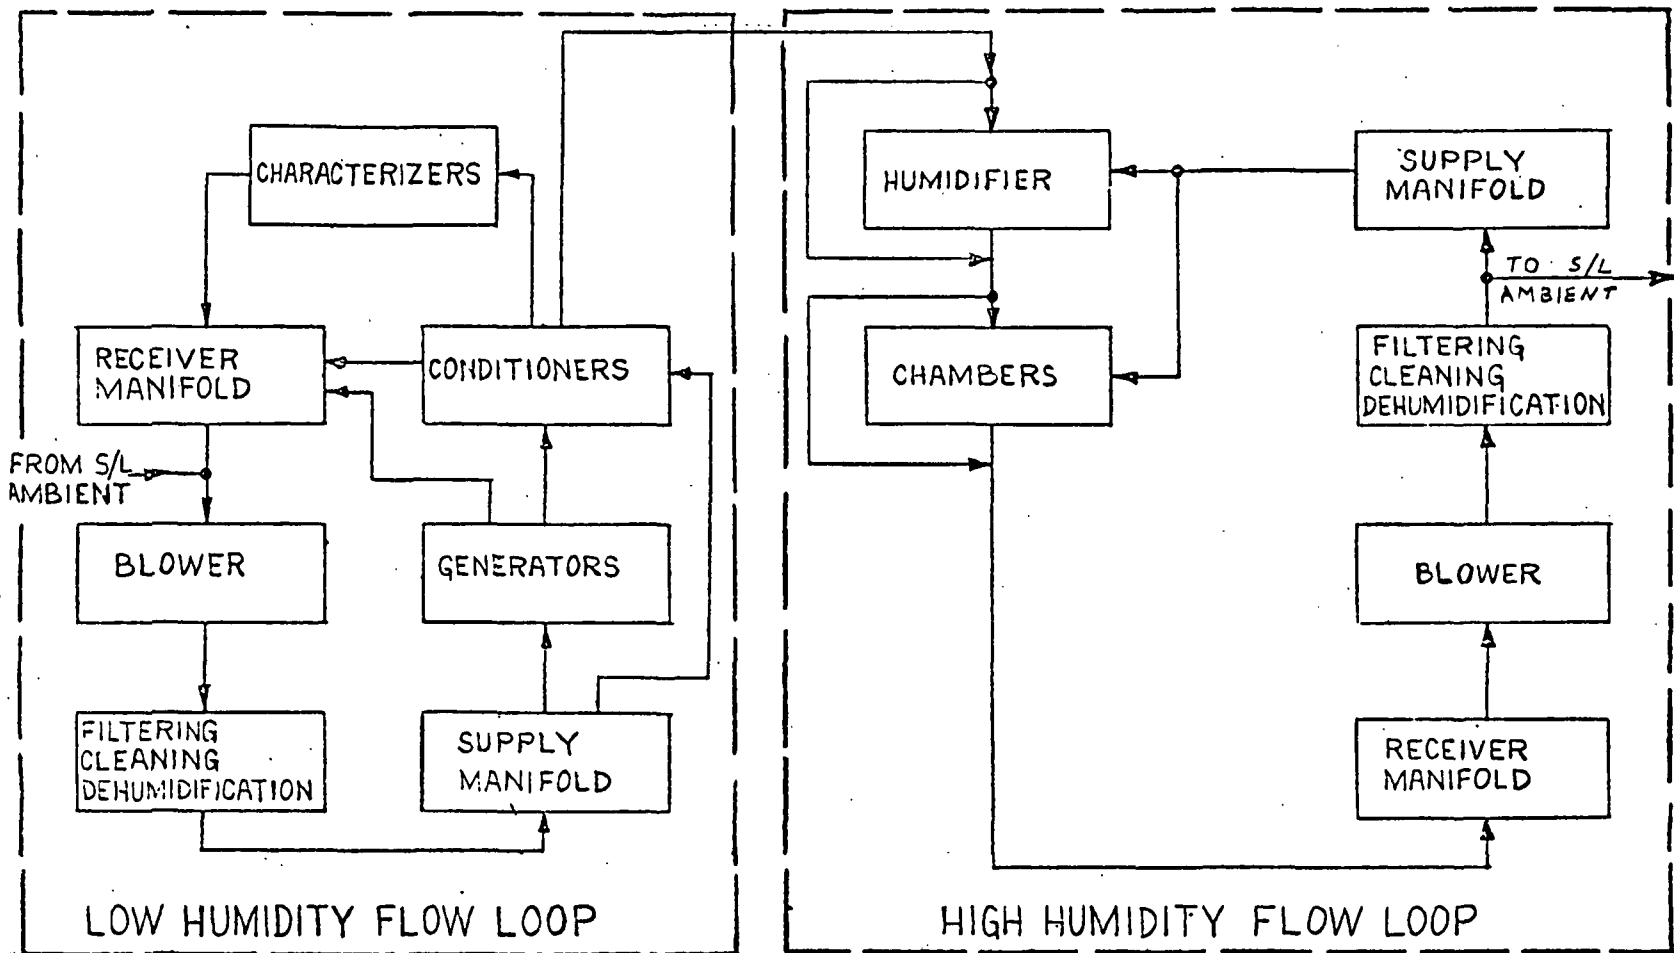 CHARACTERIZERS
RECEIVER
MANIFOLD
CONDITIONERS
FROM S/L
AMBIENT
BLOWER
GENERATORS
FILTERING
CLEANING
DEHUMIDIFICATION
SUPPLY
MANIFOLD
LOW HUMIDITY FLOW LOOP
HUMIDIFIER
SUPPLY
MANIFOLD
TO S/L
AMBIENT
CHAMBERS
FILTERING
CLEANING
DEHUMIDIFICATION
BLOWER
RECEIVER
MANIFOLD
HIGH HUMIDITY FLOW LOOP